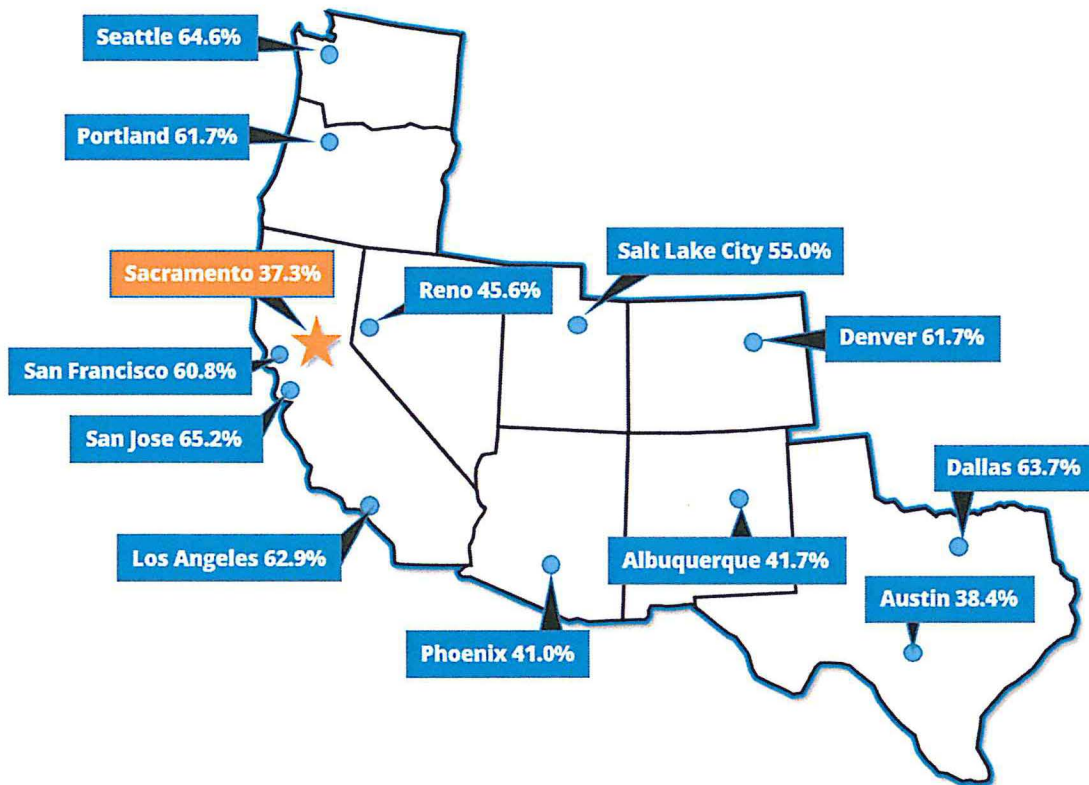 Seattle 64.6%
Portland 61.7%
Salt Lake City 55.0%
Sacramento 37.3%
Reno 45.6%
Denver 61.7%
San Francisco 60.8%
San Jose 65.2%
Dallas 63.7%
Los Angeles 62.9%
Albuquerque 41.7%
Austin 38.4%
Phoenix 41.0%